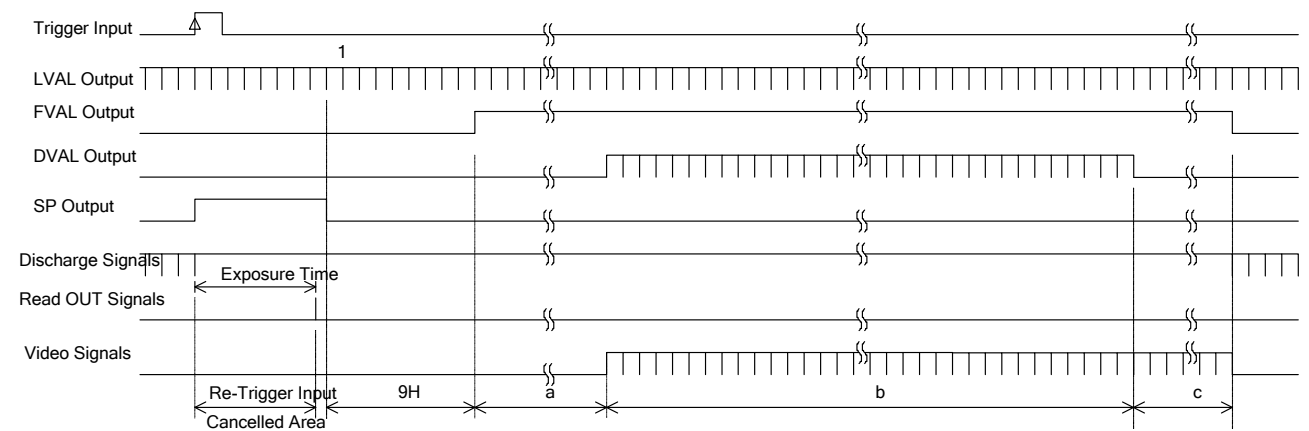 Trigger Input
1
LVAL Output
FVAL Output
DVAL Output
SP Output
Discharge Signals
Exposure Time
Read OUT Signals
Video Signals
Re-Trigger Input 9H a b c
Cancelled Area